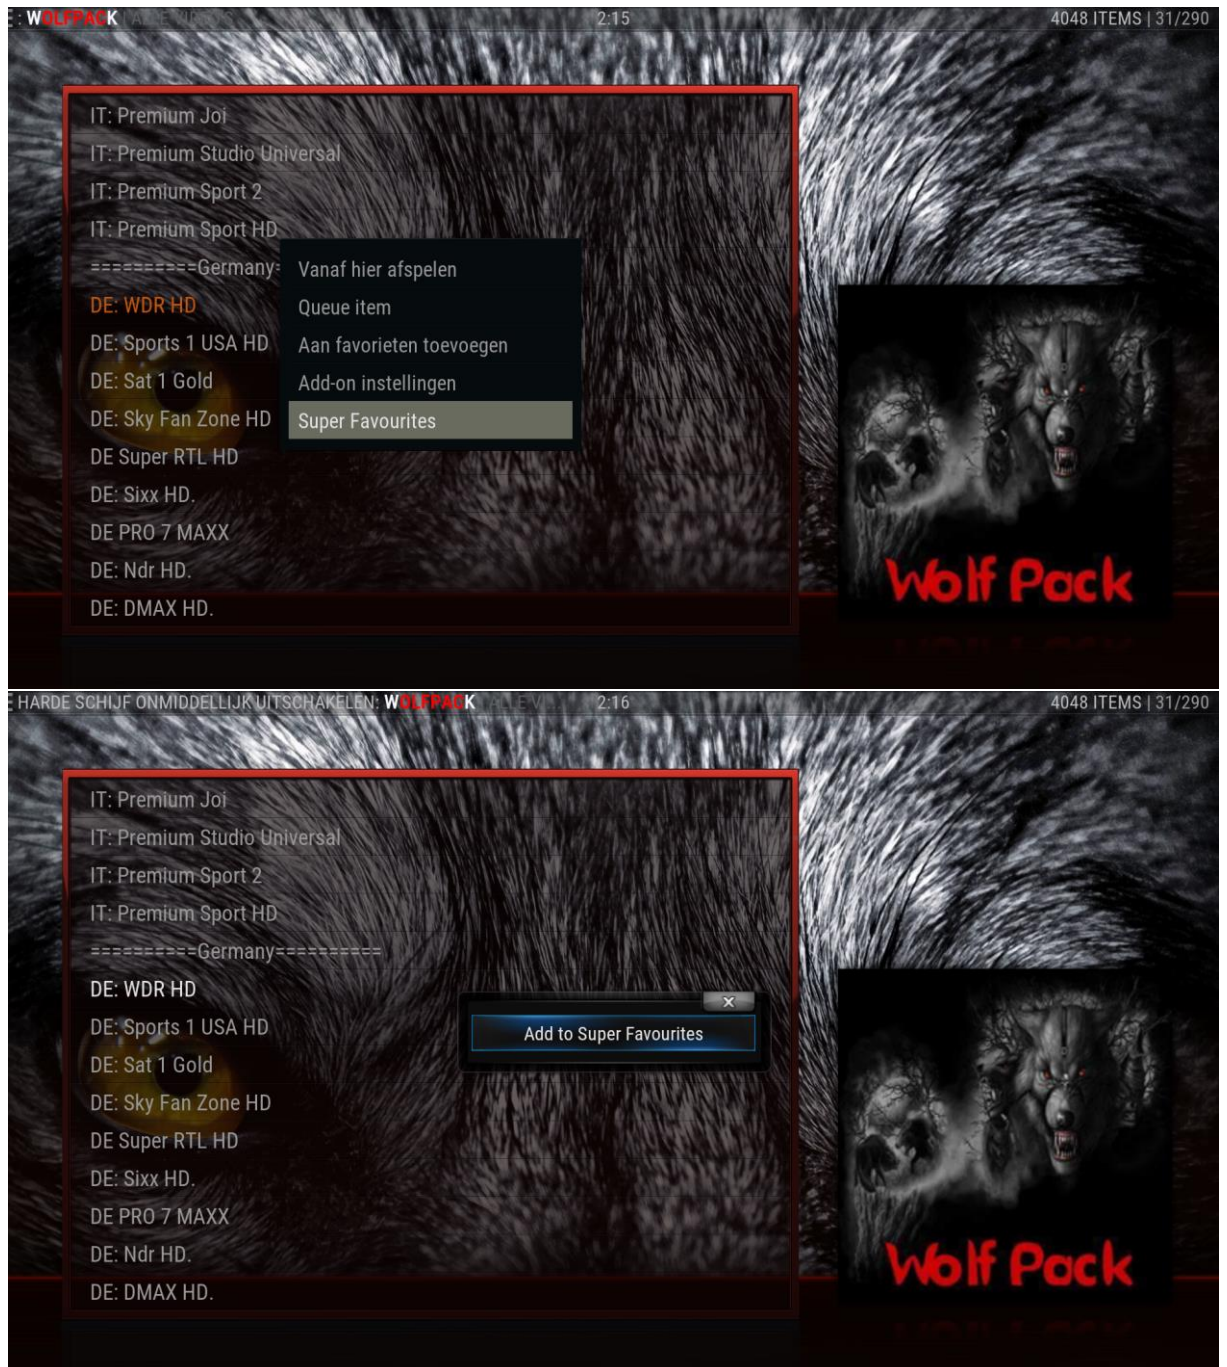 : WOLFPACK | ALLE VIDEO'S
2:15
4048 ITEMS | 31/290
IT: Premium Joi
IT: Premium Studio Universal
IT: Premium Sport 2
IT: Premium Sport HD
==========Germany=
DE: WDR HD
DE: Sports 1 USA HD
DE: Sat 1 Gold
DE: Sky Fan Zone HD
DE Super RTL HD
DE: Sixx HD.
DE PRO 7 MAXX
DE: Ndr HD.
DE: DMAX HD.
Vanaf hier afspelen
Queue item
Aan favorieten toevoegen
Add-on instellingen
Super Favourites
Wolf Pack
E HARDE SCHIJF ONMIDDELLIJK UITSCHAKELEN: WOLFPACK | ALLE V...
2:16
4048 ITEMS | 31/290
IT: Premium Joi
IT: Premium Studio Universal
IT: Premium Sport 2
IT: Premium Sport HD
==========Germany==========
DE: WDR HD
DE: Sports 1 USA HD
DE: Sat 1 Gold
DE: Sky Fan Zone HD
DE Super RTL HD
DE: Sixx HD.
DE PRO 7 MAXX
DE: Ndr HD.
DE: DMAX HD.
Add to Super Favourites
Wolf Pack